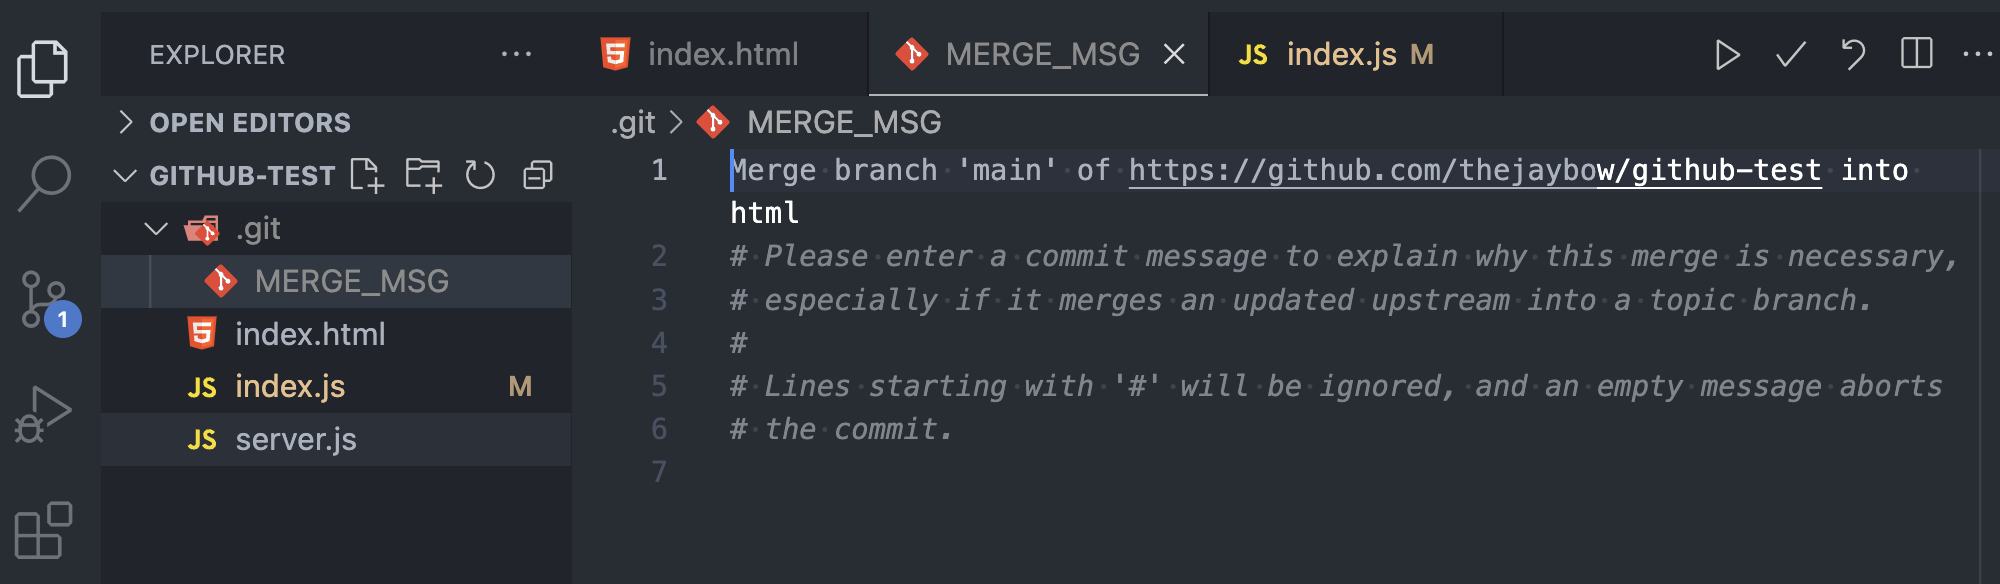 EXPLORER
index.html
MERGE_MSG
JS index.js M
OPEN EDITORS
.git > MERGE_MSG
GITHUB-TEST
1 Merge branch 'main' of https://github.com/thejaybow/github-test into
html
.git
2 # Please enter a commit message to explain why this merge is necessary,
MERGE_MSG
3 # especially if it merges an updated upstream into a topic branch.
1
index.html
4 #
JS index.js M
5 # Lines starting with '#' will be ignored, and an empty message aborts
JS server.js
6 # the commit.
7